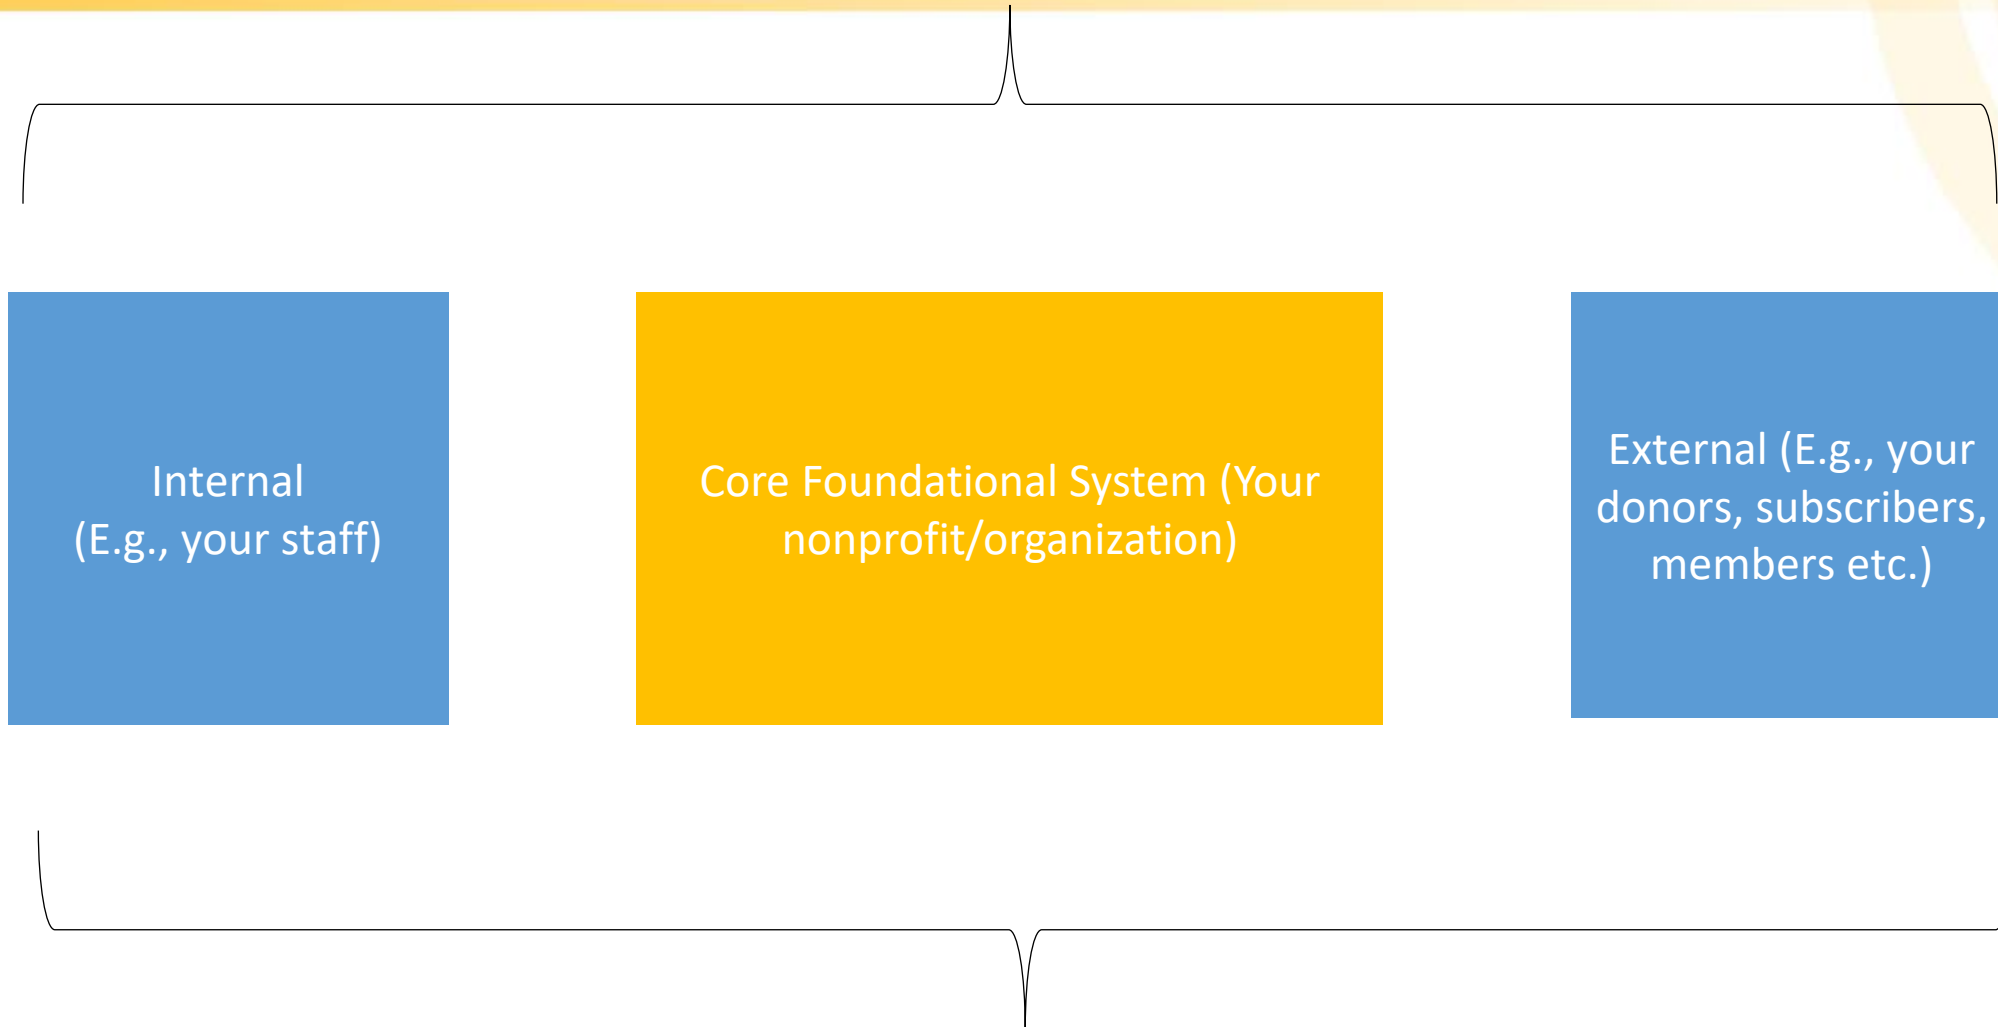 Internal
(E.g., your staff)
Core Foundational System (Your
nonprofit/organization)
External (E.g., your
donors, subscribers,
members etc.)